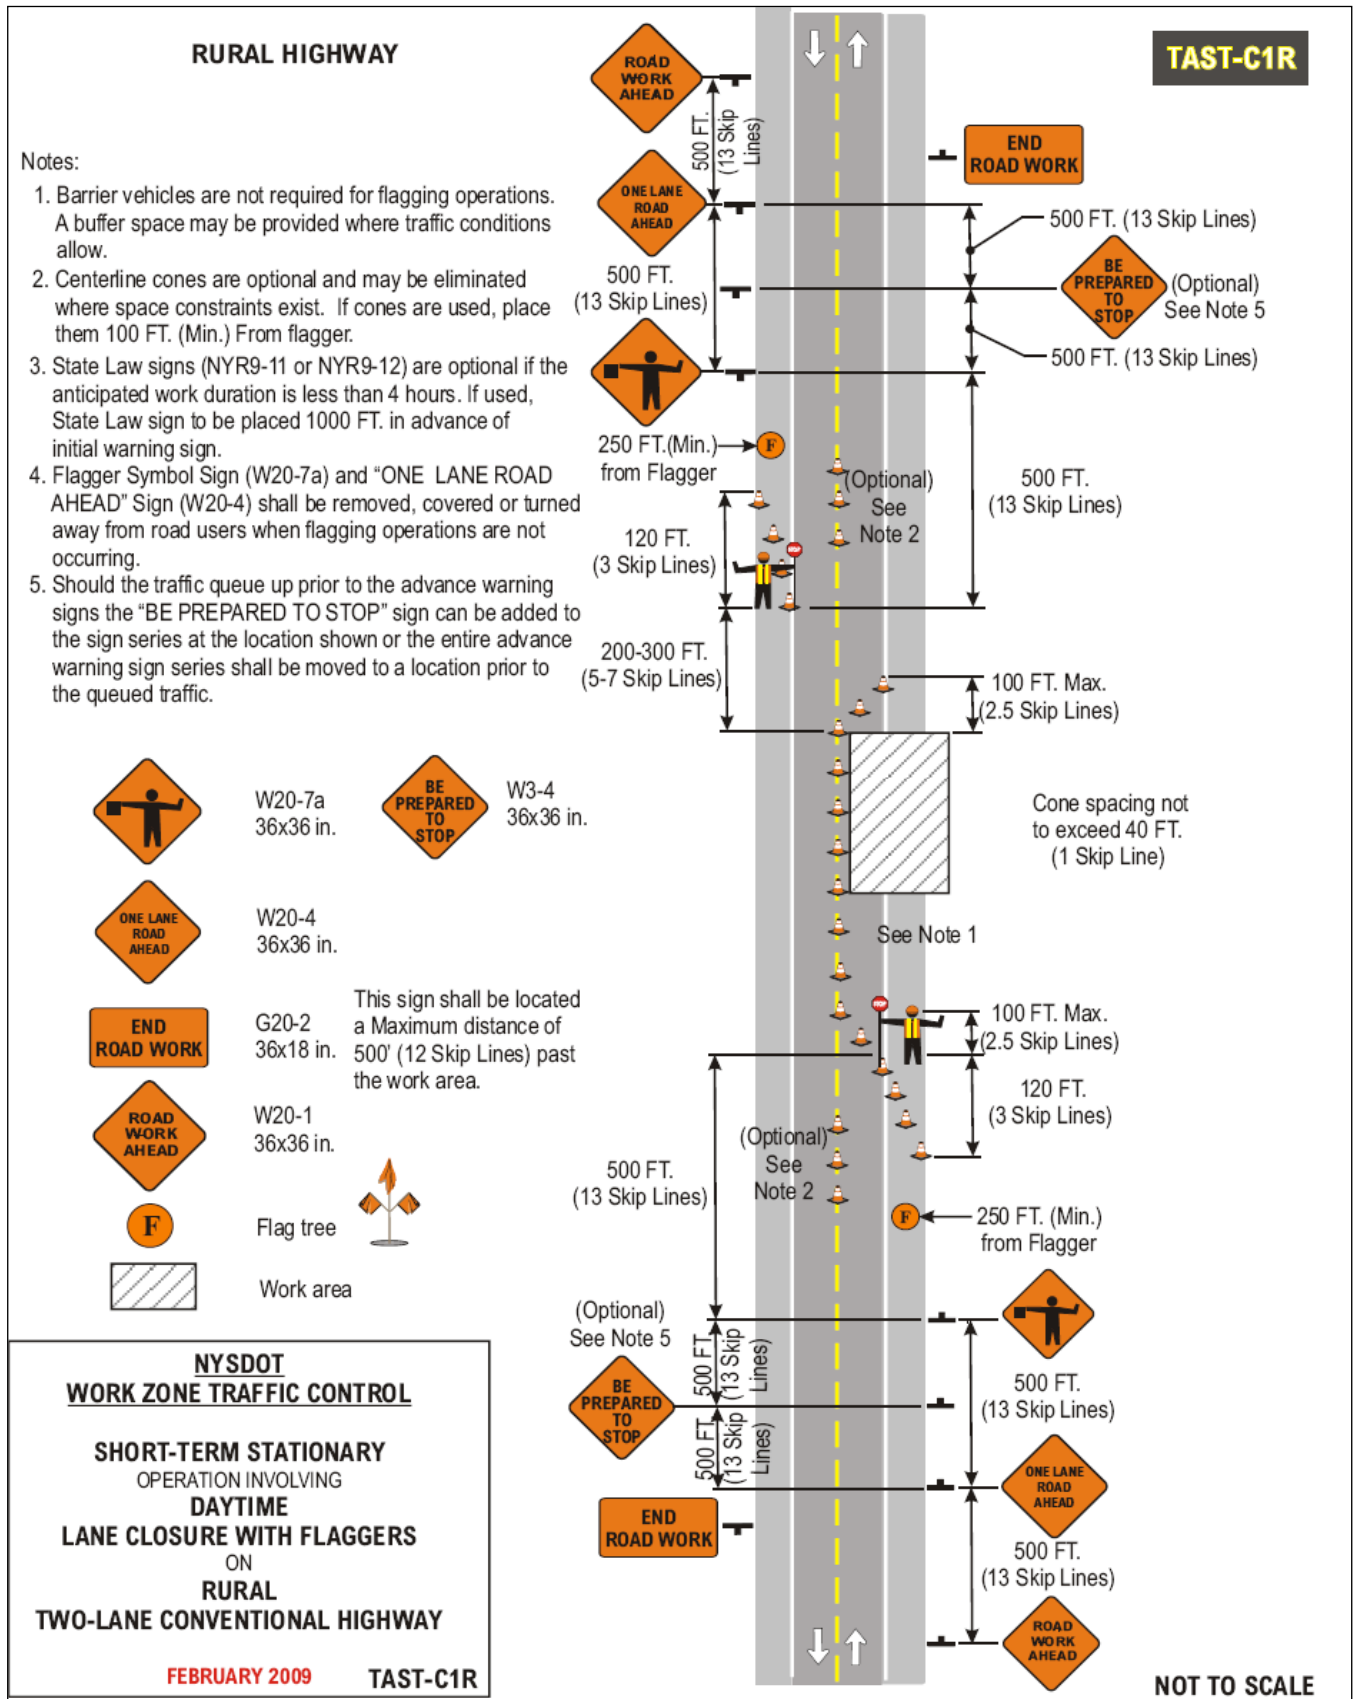 RURAL HIGHWAY
TAST-C1R
Notes:
1. Barrier vehicles are not required for flagging operations.
A buffer space may be provided where traffic conditions
allow.
2. Centerline cones are optional and may be eliminated
where space constraints exist. If cones are used, place
them 100 FT. (Min.) From flagger.
3. State Law signs (NYR9-11 or NYR9-12) are optional if the
anticipated work duration is less than 4 hours. If used,
State Law sign to be placed 1000 FT. in advance of
initial warning sign.
4. Flagger Symbol Sign (W20-7a) and “ONE LANE ROAD
AHEAD” Sign (W20-4) shall be removed, covered or turned
away from road users when flagging operations are not
occurring.
5. Should the traffic queue up prior to the advance warning
signs the “BE PREPARED TO STOP” sign can be added to
the sign series at the location shown or the entire advance
warning sign series shall be moved to a location prior to
the queued traffic.
ROAD
WORK
AHEAD
500 FT.
(13 Skip
Lines)
END
ROAD WORK
ONE LANE
ROAD
AHEAD
500 FT. (13 Skip Lines)
500 FT.
(13 Skip Lines)
BE
PREPARED
TO
STOP
(Optional)
See Note 5
500 FT. (13 Skip Lines)
250 FT.(Min.)
from Flagger
F
(Optional)
See
Note 2
500 FT.
(13 Skip Lines)
120 FT.
(3 Skip Lines)
STOP
200-300 FT.
(5-7 Skip Lines)
100 FT. Max.
(2.5 Skip Lines)
Cone spacing not
to exceed 40 FT.
(1 Skip Line)
See Note 1
STOP
100 FT. Max.
(2.5 Skip Lines)
120 FT.
(3 Skip Lines)
500 FT.
(13 Skip Lines)
(Optional)
See
Note 2
F
250 FT. (Min.)
from Flagger
(Optional)
See Note 5
500 FT.
(13 Skip
Lines)
BE
PREPARED
TO
STOP
500 FT.
(13 Skip
Lines)
500 FT.
(13 Skip Lines)
ONE LANE
ROAD
AHEAD
END
ROAD WORK
500 FT.
(13 Skip Lines)
ROAD
WORK
AHEAD
W20-7a
36x36 in.
BE
PREPARED
TO
STOP
W3-4
36x36 in.
ONE LANE
ROAD
AHEAD
W20-4
36x36 in.
END
ROAD WORK
G20-2
36x18 in.
This sign shall be located
a Maximum distance of
500' (12 Skip Lines) past
the work area.
ROAD
WORK
AHEAD
W20-1
36x36 in.
F
Flag tree
Work area
NYSDOT
WORK ZONE TRAFFIC CONTROL
SHORT-TERM STATIONARY
OPERATION INVOLVING
DAYTIME
LANE CLOSURE WITH FLAGGERS
ON
RURAL
TWO-LANE CONVENTIONAL HIGHWAY
FEBRUARY 2009
TAST-C1R
NOT TO SCALE